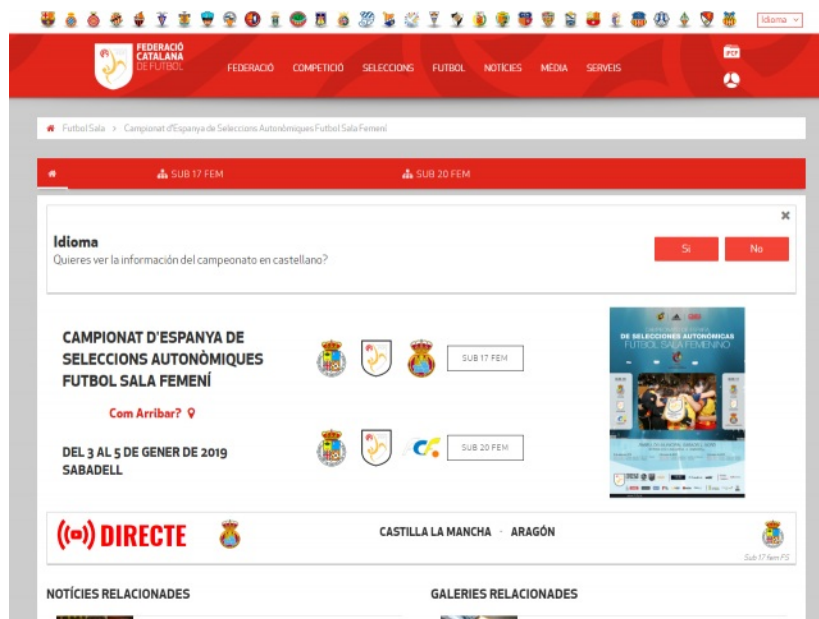 Idioma
FEDERACIÓ
CATALANA
DE FUTBOL
FEDERACIÓ COMPETICIÓ SELECCIONS FUTBOL NOTÍCIES MÈDIA SERVEIS
Futbol Sala > Campionat d'Espanya de Seleccions Autonòmiques Futbol Sala Femení
SUB 17 FEM SUB 20 FEM
Idioma
Quieres ver la información del campeonato en castellano?
Si No
CAMPIONAT D'ESPANYA DE
SELECCIONS AUTONÒMIQUES
FUTBOL SALA FEMENÍ
SUB 17 FEM
Com Arribar?
DEL 3 AL 5 DE GENER DE 2019
SABADELL
SUB 20 FEM
CAMPEONATO DE ESPAÑA
DE SELECCIONES AUTONÓMICAS
FUTBOL SALA FEMENINO
((•)) DIRECTE
CASTILLA LA MANCHA - ARAGÓN
Sub 17 fem FS
NOTÍCIES RELACIONADES
GALERIES RELACIONADES